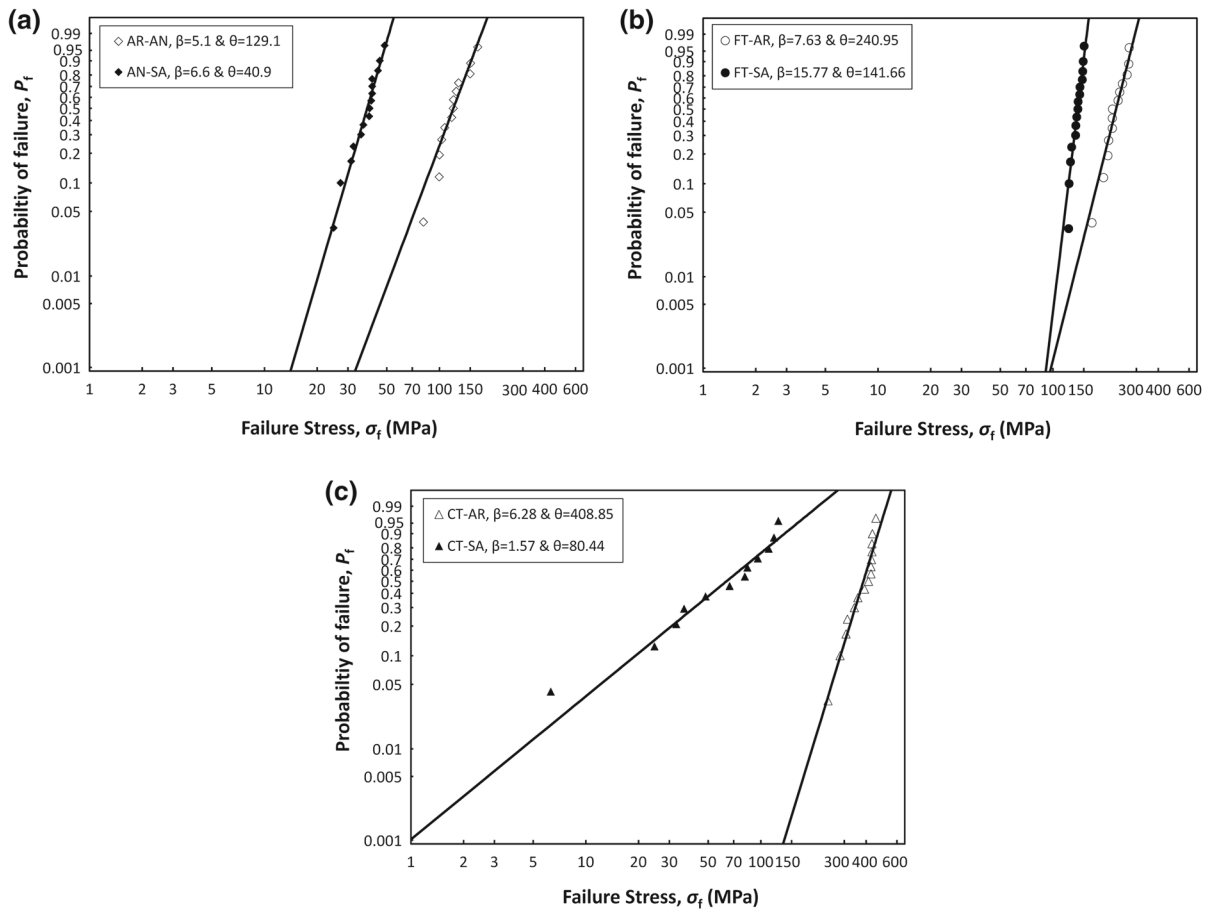 (a)
AR-AN, β=5.1 & θ=129.1
AN-SA, β=6.6 & θ=40.9
Probabiltiy of failure, Pf
0.99
0.95
0.9
0.8
0.7
0.6
0.5
0.4
0.3
0.2
0.1
0.05
0.01
0.005
0.001
1 2 3 5 10 20 30 50 70 100 150 200 300 400 600
Failure Stress, σf (MPa)
(b)
FT-AR, β=7.63 & θ=240.95
FT-SA, β=15.77 & θ=141.66
Probabiltiy of failure, Pf
0.99
0.95
0.9
0.8
0.7
0.6
0.5
0.4
0.3
0.2
0.1
0.05
0.01
0.005
0.001
1 2 3 5 10 20 30 50 70 100 150 300 400 600
Failure Stress, σf (MPa)
(c)
CT-AR, β=6.28 & θ=408.85
CT-SA, β=1.57 & θ=80.44
Probabiltiy of failure, Pf
0.99
0.95
0.9
0.8
0.7
0.6
0.5
0.4
0.3
0.2
0.1
0.05
0.01
0.005
0.001
1 2 3 5 10 20 30 50 70 100 150 300 400 600
Failure Stress, σf (MPa)